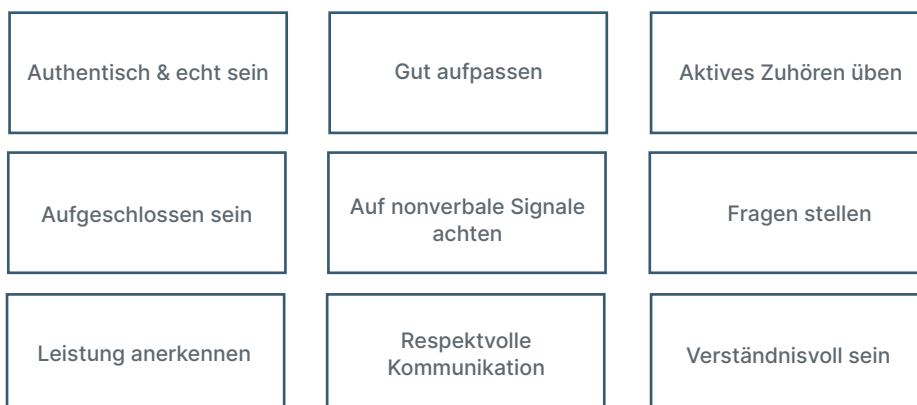 Authentisch & echt sein
Gut aufpassen
Aktives Zuhören üben
Aufgeschlossen sein
Auf nonverbale Signale
achten
Fragen stellen
Leistung anerkennen
Respektvolle
Kommunikation
Verständnisvoll sein